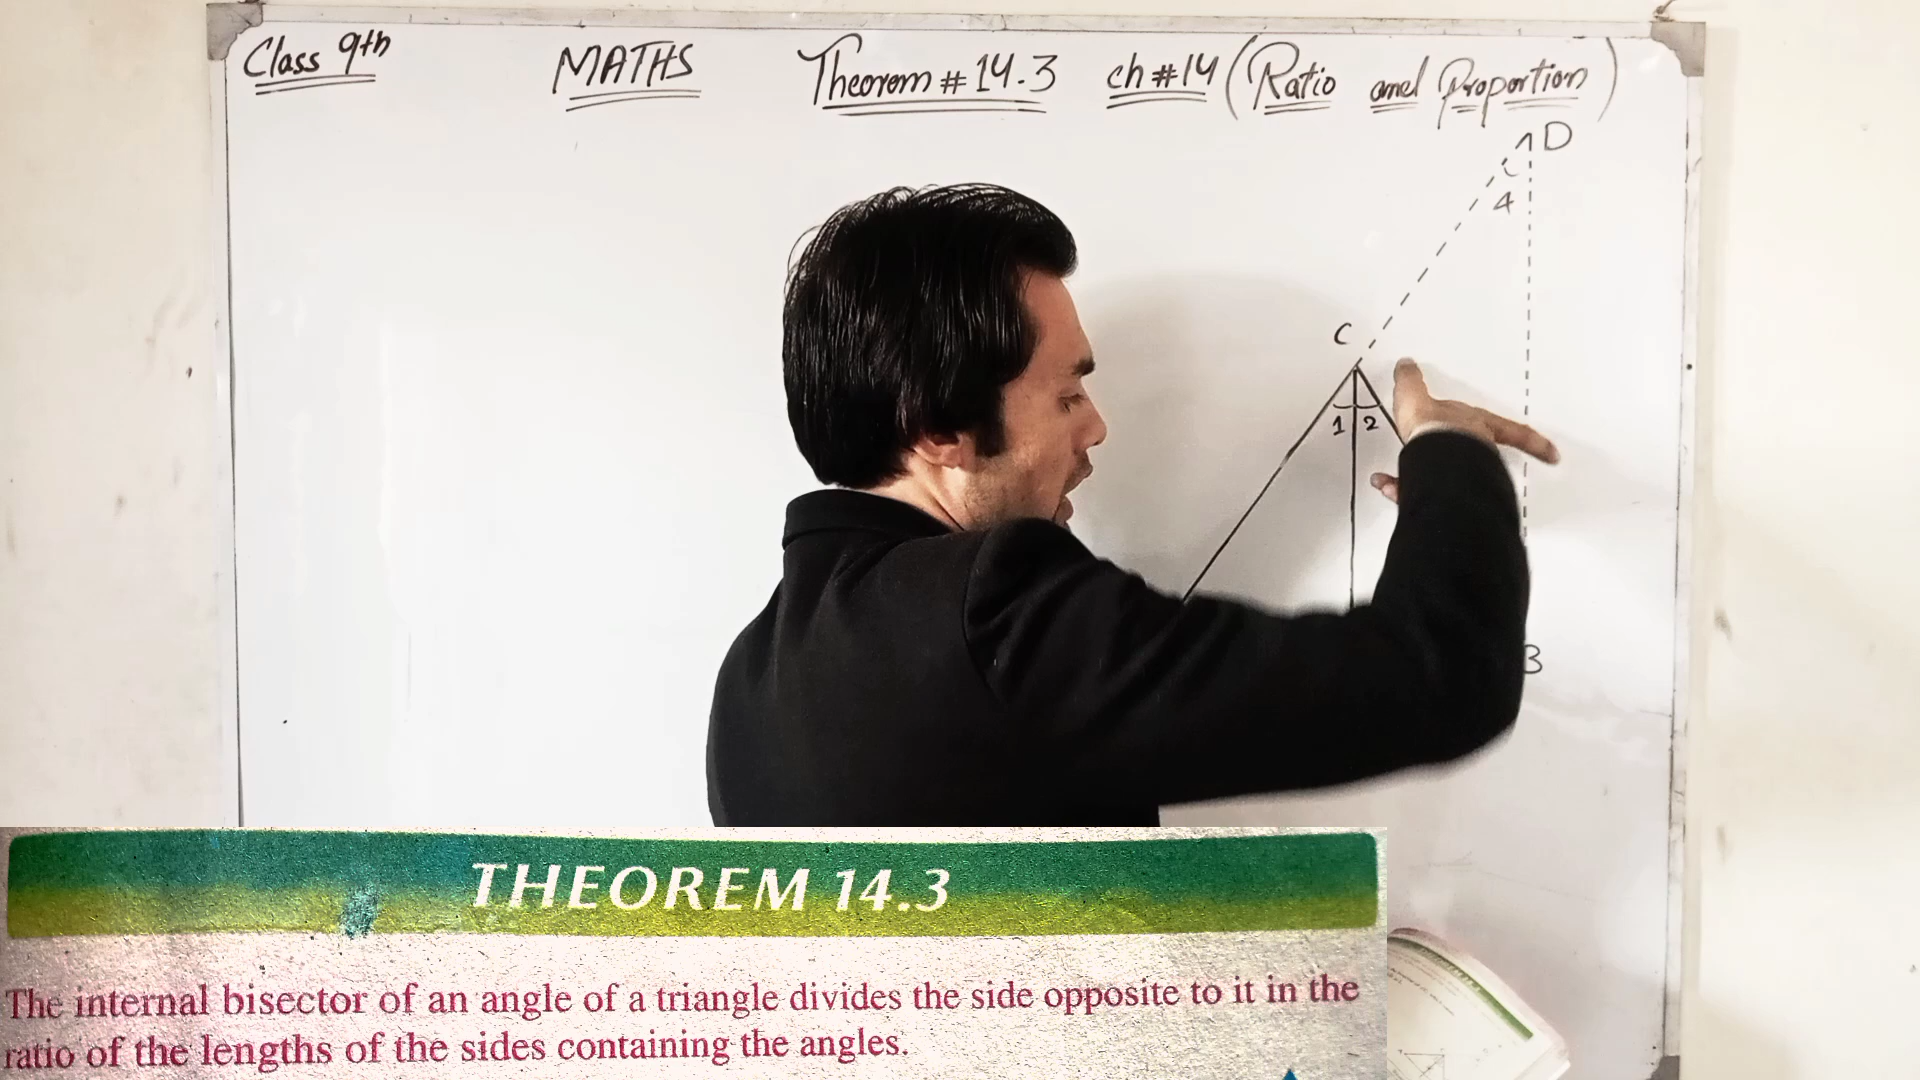 Class 9th MATHS Theorem # 14.3 ch #14 (Ratio and Proportion)
D
4
C
1 2
B
THEOREM 14.3
The internal bisector of an angle of a triangle divides the side opposite to it in the
ratio of the lengths of the sides containing the angles.